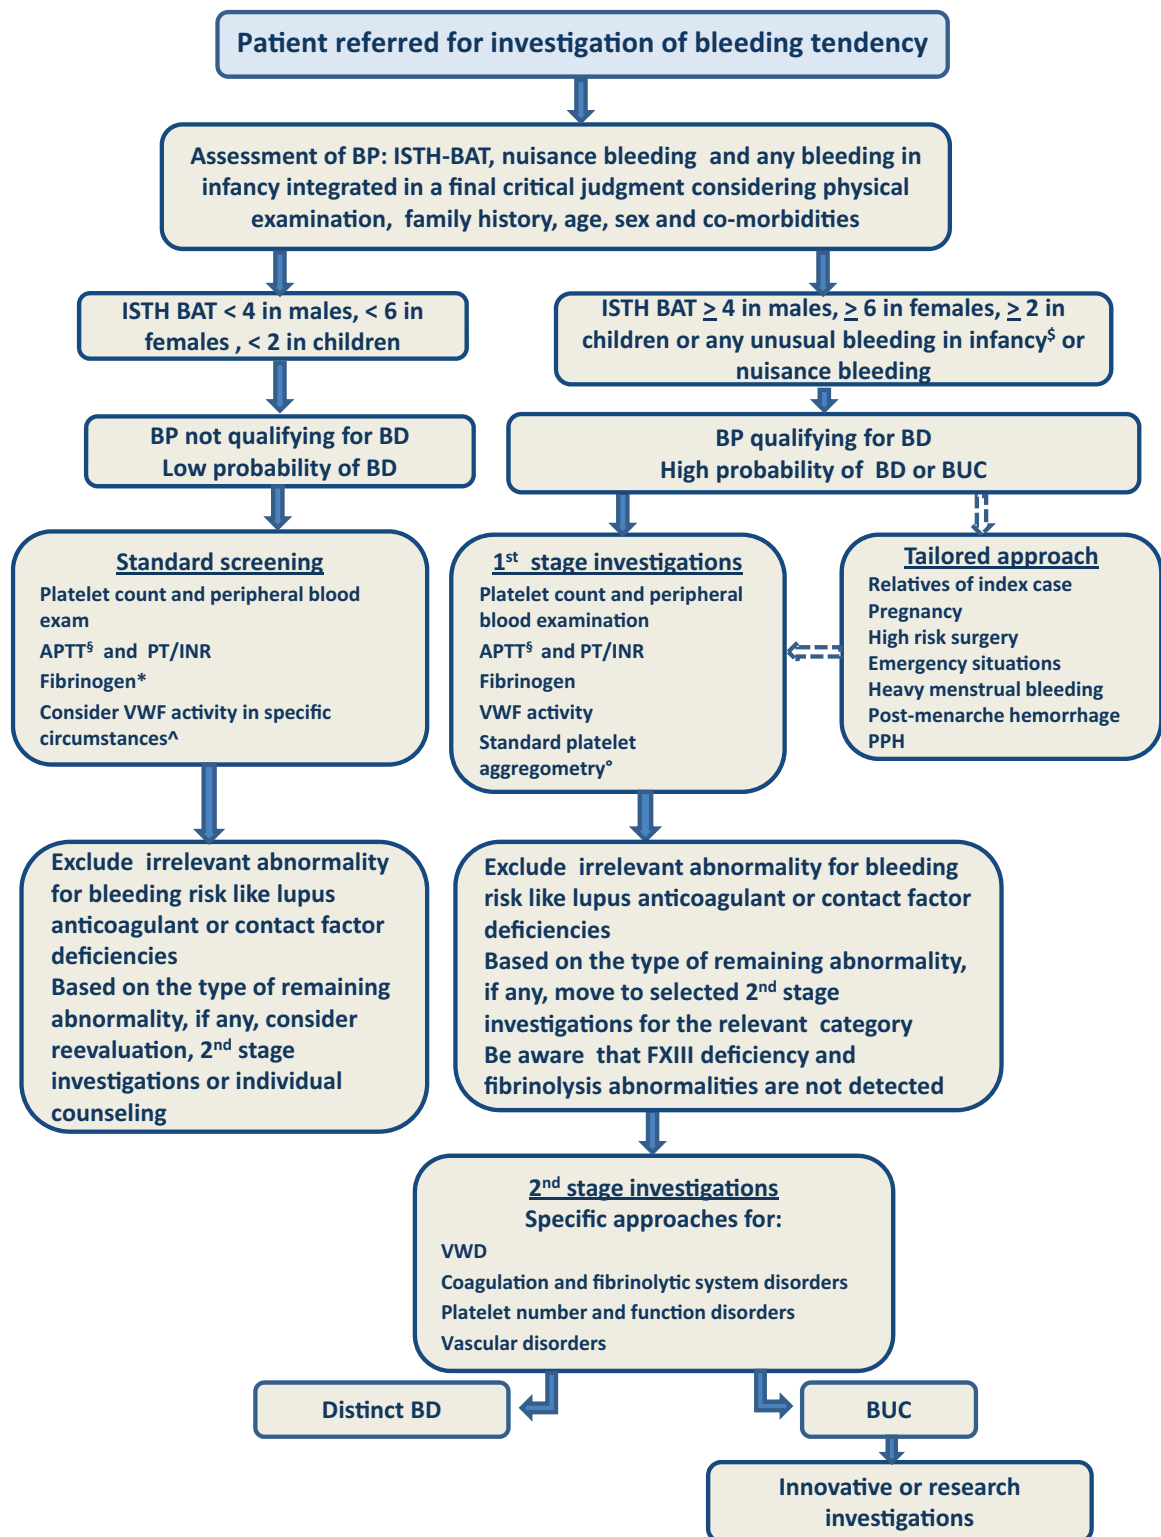 Patient referred for investigation of bleeding tendency
Assessment of BP: ISTH-BAT, nuisance bleeding and any bleeding in
infancy integrated in a final critical judgment considering physical
examination, family history, age, sex and co-morbidities
ISTH BAT < 4 in males, < 6 in
females , < 2 in children
ISTH BAT ≥ 4 in males, ≥ 6 in females, ≥ 2 in
children or any unusual bleeding in infancy$ or
nuisance bleeding
BP not qualifying for BD
Low probability of BD
BP qualifying for BD
High probability of BD or BUC
Standard screening
Platelet count and peripheral blood
exam
APTT§ and PT/INR
Fibrinogen*
Consider VWF activity in specific
circumstances^
1st stage investigations
Platelet count and peripheral
blood examination
APTT§ and PT/INR
Fibrinogen
VWF activity
Standard platelet
aggregometry°
Tailored approach
Relatives of index case
Pregnancy
High risk surgery
Emergency situations
Heavy menstrual bleeding
Post-menarche hemorrhage
PPH
Exclude irrelevant abnormality
for bleeding risk like lupus
anticoagulant or contact factor
deficiencies
Based on the type of remaining
abnormality, if any, consider
reevaluation, 2nd stage
investigations or individual
counseling
Exclude irrelevant abnormality for bleeding
risk like lupus anticoagulant or contact factor
deficiencies
Based on the type of remaining abnormality,
if any, move to selected 2nd stage
investigations for the relevant category
Be aware that FXIII deficiency and
fibrinolysis abnormalities are not detected
2nd stage investigations
Specific approaches for:
VWD
Coagulation and fibrinolytic system disorders
Platelet number and function disorders
Vascular disorders
Distinct BD
BUC
Innovative or research
investigations